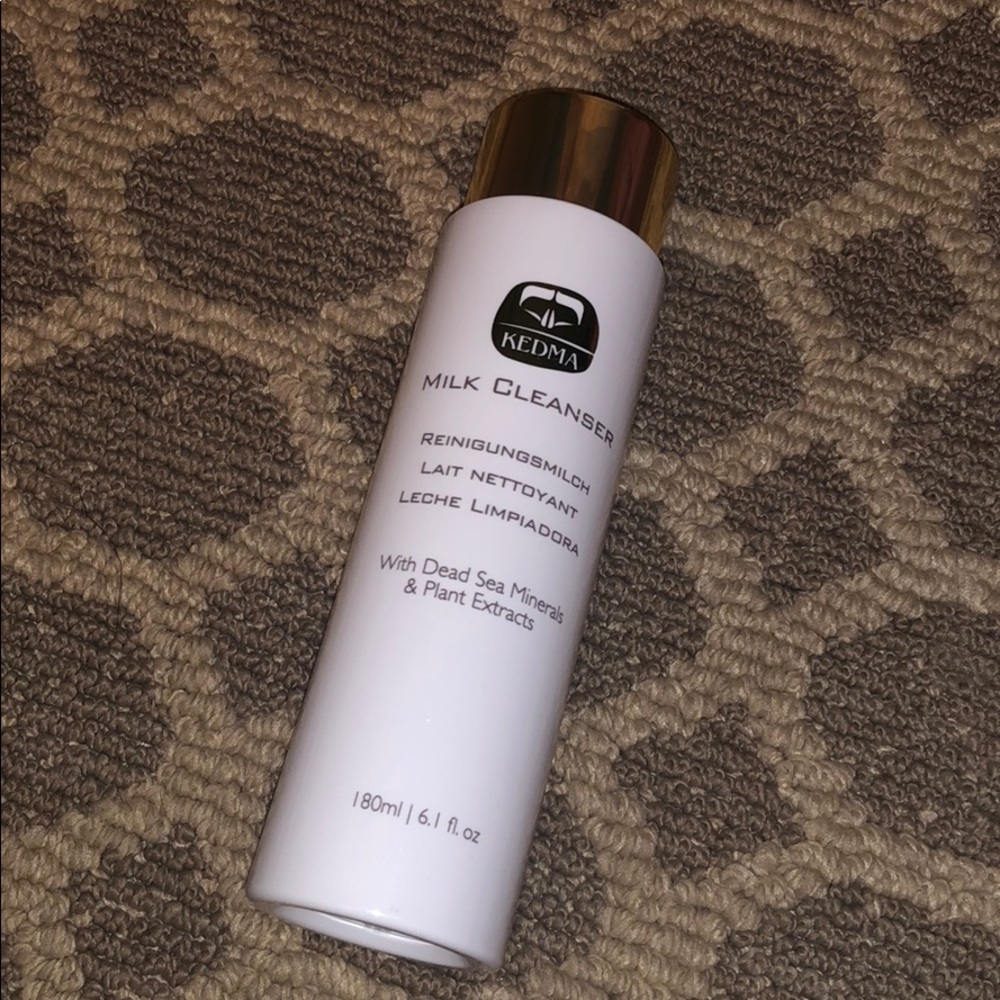 KEDMA
MILK CLEANSER
REINIGUNGSMILCH
LAIT NETTOYANT
LECHE LIMPIADORA
With Dead Sea Minerals
& Plant Extracts
180ml | 6.1 fl. oz